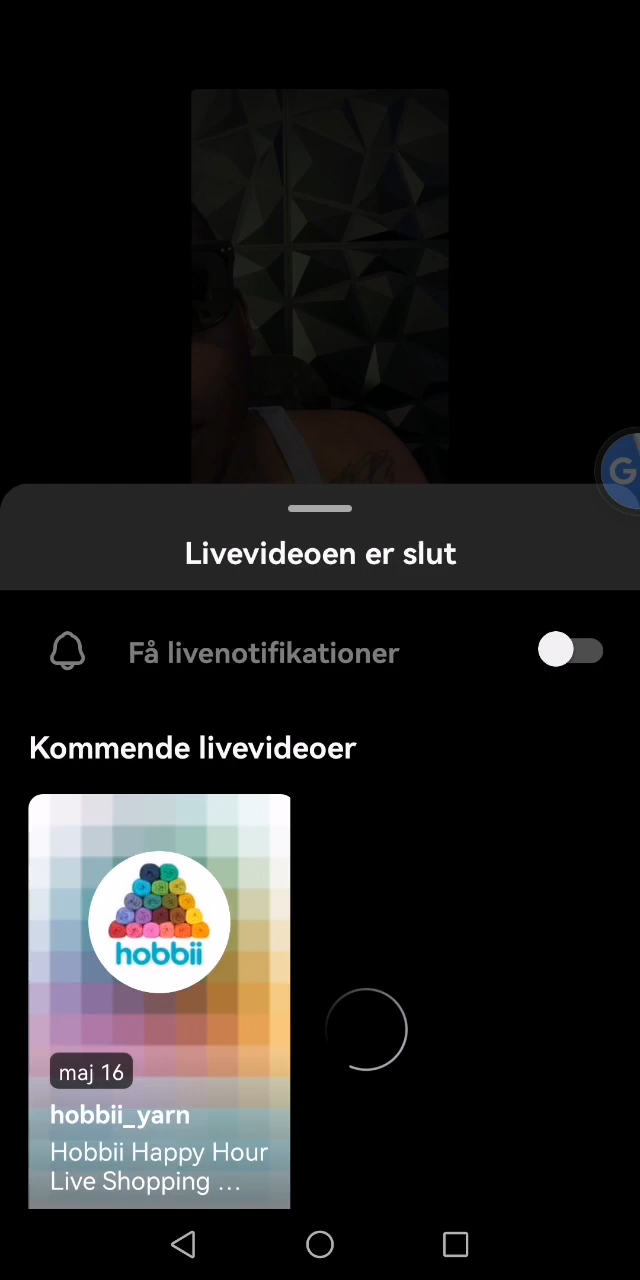 G
Livevideoen er slut
Få livenotifikationer
Kommende livevideoer
hobbii
maj 16
hobbii_yarn
Hobbii Happy Hour
Live Shopping ...